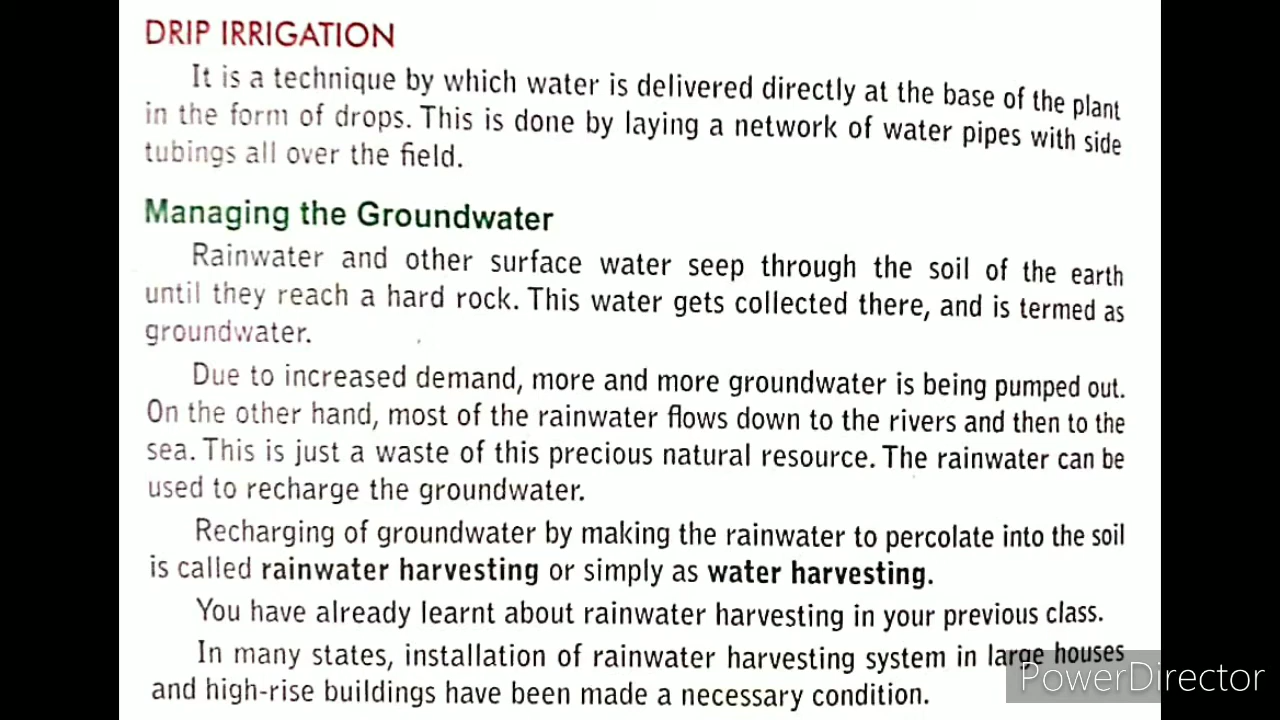 DRIP IRRIGATION
It is a technique by which water is delivered directly at the base of the plant
in the form of drops. This is done by laying a network of water pipes with side
tubings all over the field.
Managing the Groundwater
Rainwater and other surface water seep through the soil of the earth
until they reach a hard rock. This water gets collected there, and is termed as
groundwater.
Due to increased demand, more and more groundwater is being pumped out.
On the other hand, most of the rainwater flows down to the rivers and then to the
sea. This is just a waste of this precious natural resource. The rainwater can be
used to recharge the groundwater.
Recharging of groundwater by making the rainwater to percolate into the soil
is called rainwater harvesting or simply as water harvesting.
You have already learnt about rainwater harvesting in your previous class.
In many states, installation of rainwater harvesting system in large houses
and high-rise buildings have been made a necessary condition.
PowerDirector